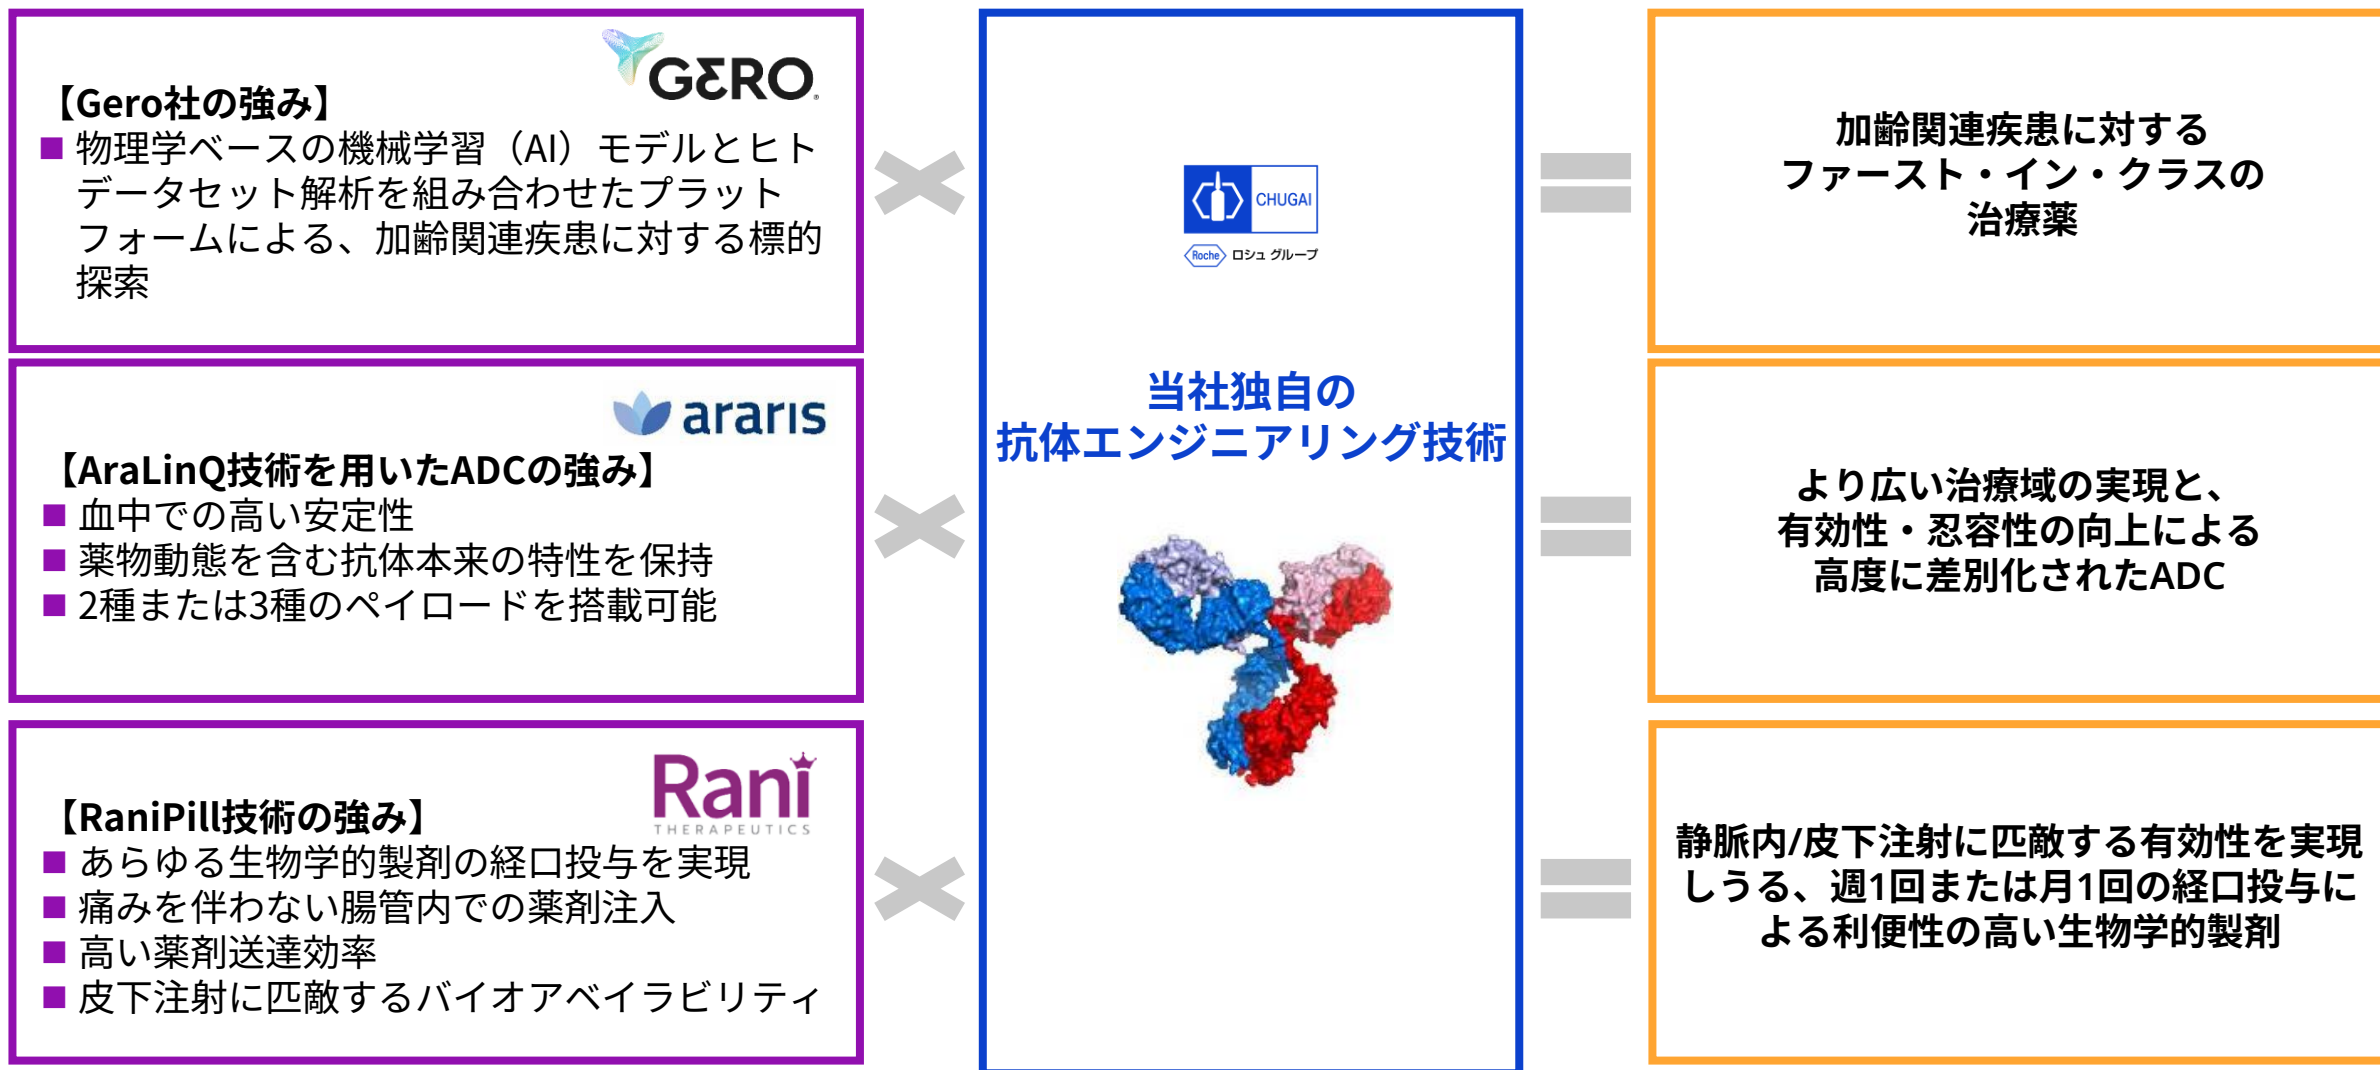 GERO
【Gero社の強み】
■ 物理学ベースの機械学習（AI）モデルとヒト
データセット解析を組み合わせたプラット
フォームによる、加齢関連疾患に対する標的
探索
araris
【AraLinQ技術を用いたADCの強み】
■ 血中での高い安定性
■ 薬物動態を含む抗体本来の特性を保持
■ 2種または3種のペイロードを搭載可能
Rani
THERAPEUTICS
【RaniPill技術の強み】
■ あらゆる生物学的製剤の経口投与を実現
■ 痛みを伴わない腸管内での薬剤注入
■ 高い薬剤送達効率
■ 皮下注射に匹敵するバイオアベイラビリティ
CHUGAI
Roche ロシュ グループ
当社独自の
抗体エンジニアリング技術
加齢関連疾患に対する
ファースト・イン・クラスの
治療薬
より広い治療域の実現と、
有効性・忍容性の向上による
高度に差別化されたADC
静脈内/皮下注射に匹敵する有効性を実現
しうる、週1回または月1回の経口投与に
よる利便性の高い生物学的製剤